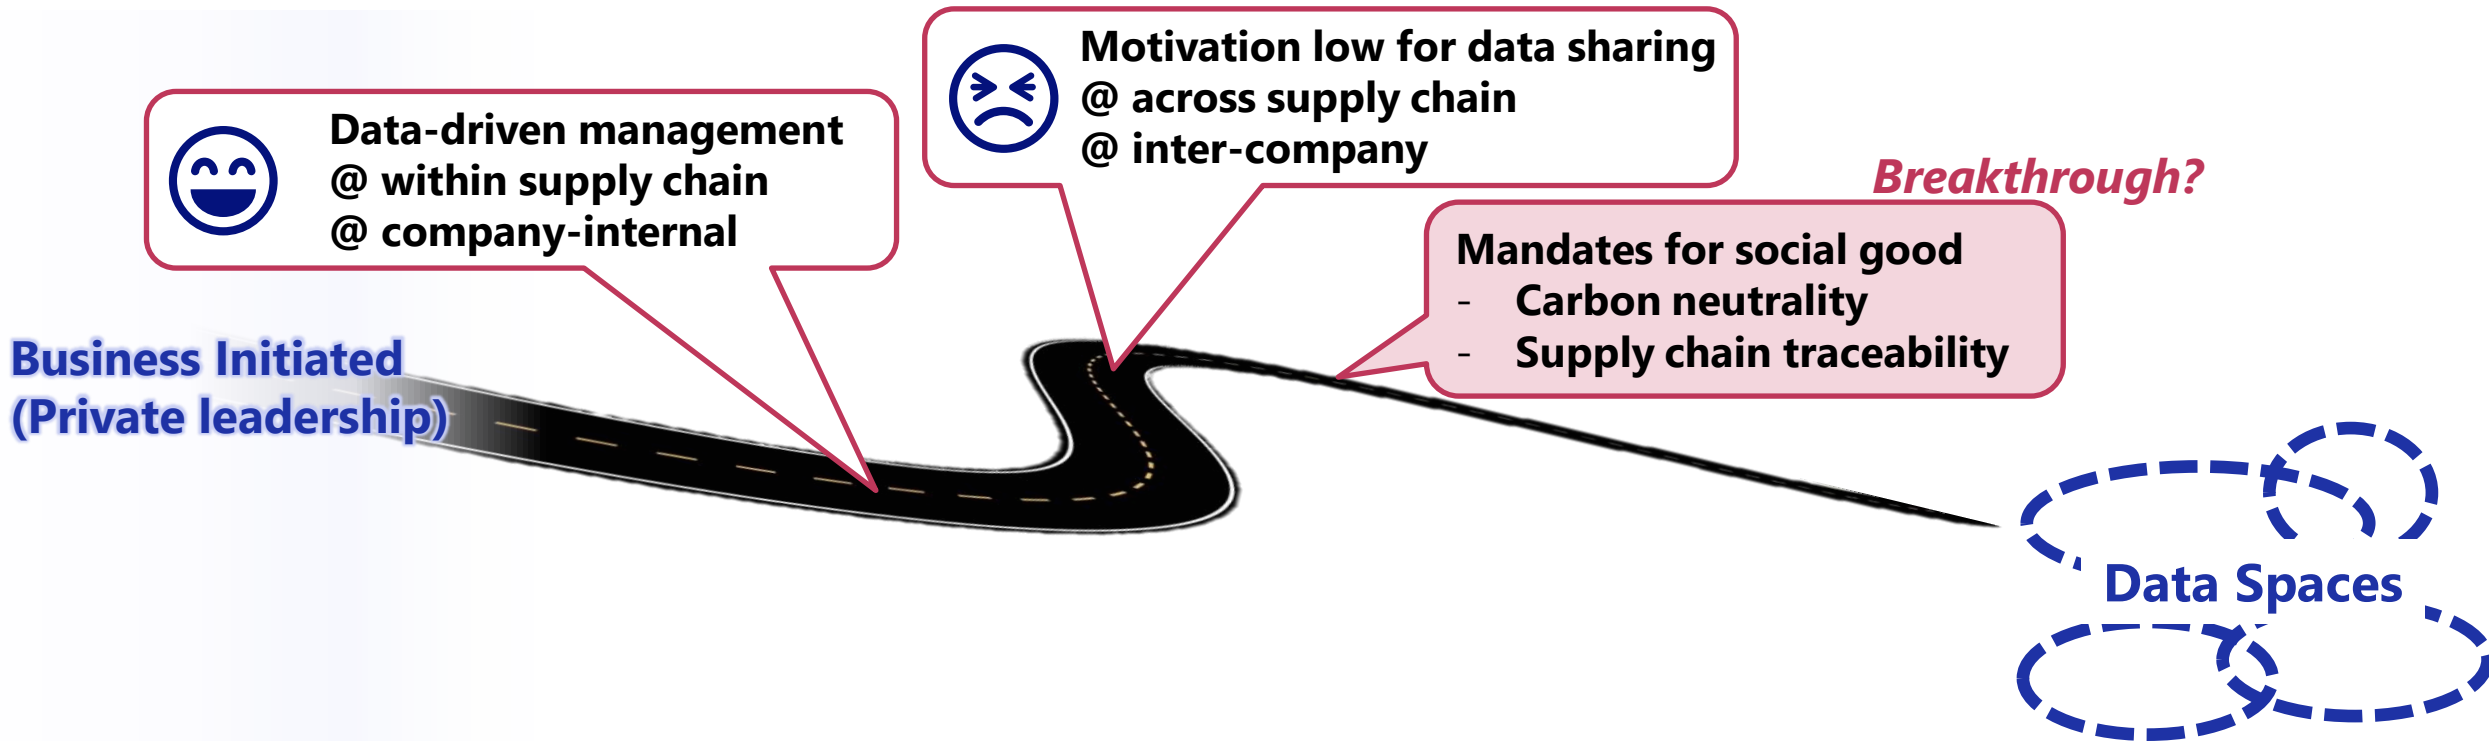 Business Initiated
(Private leadership)
Data-driven management
@ within supply chain
@ company-internal
Motivation low for data sharing
@ across supply chain
@ inter-company
Breakthrough?
Mandates for social good
- Carbon neutrality
- Supply chain traceability
Data Spaces